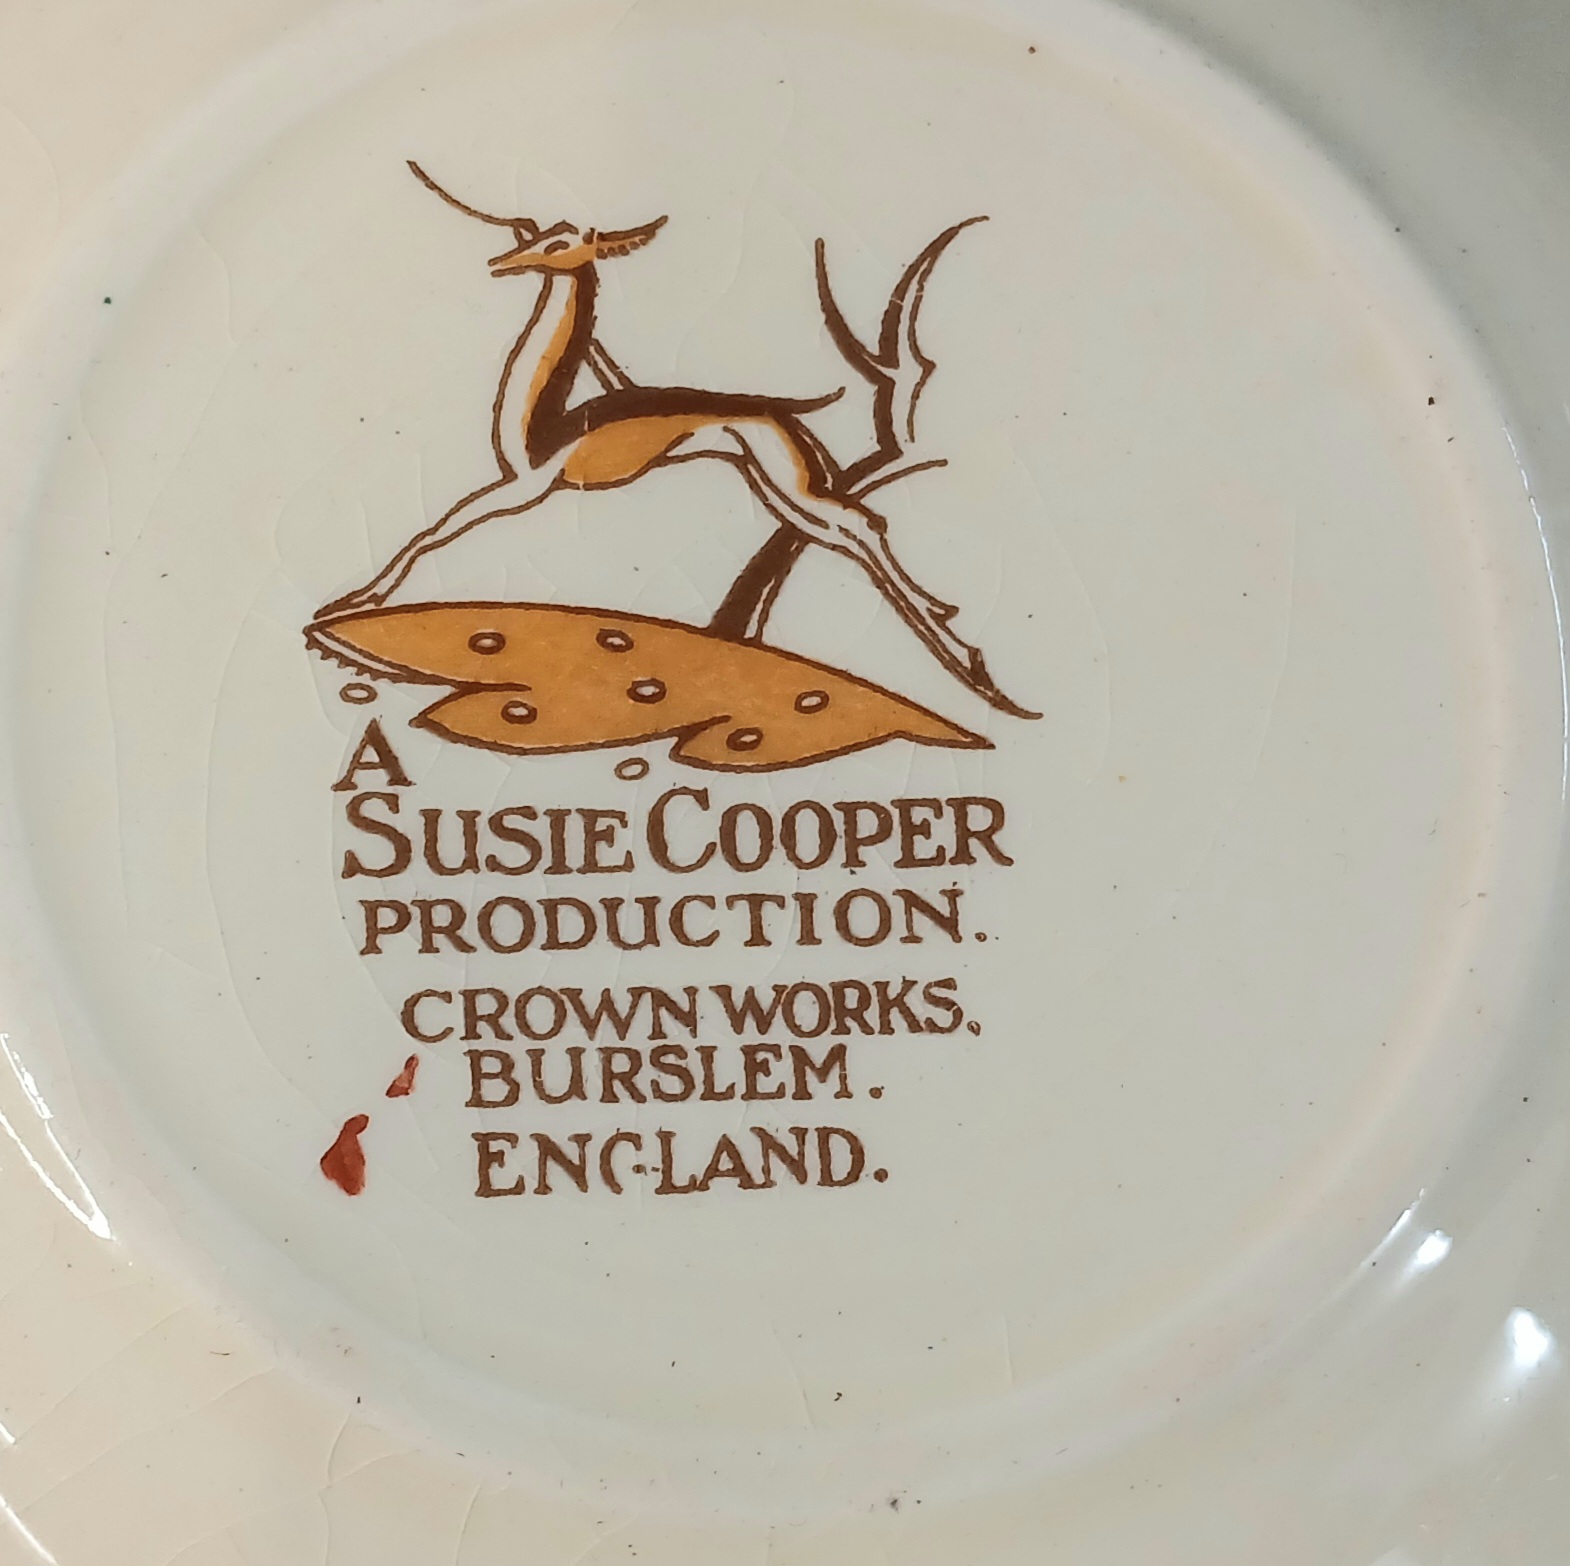 A
SUSIE COOPER
PRODUCTION.
CROWN WORKS.
BURSLEM.
ENGLAND.